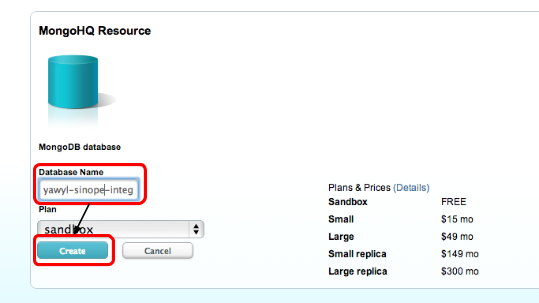 MongoHQ Resource
MongoDB database
Database Name
yawyl-sinope-integ
Plan
sandbox
Create Cancel
Plans & Prices (Details)
Sandbox FREE
Small $15 mo
Large $49 mo
Small replica $149 mo
Large replica $300 mo